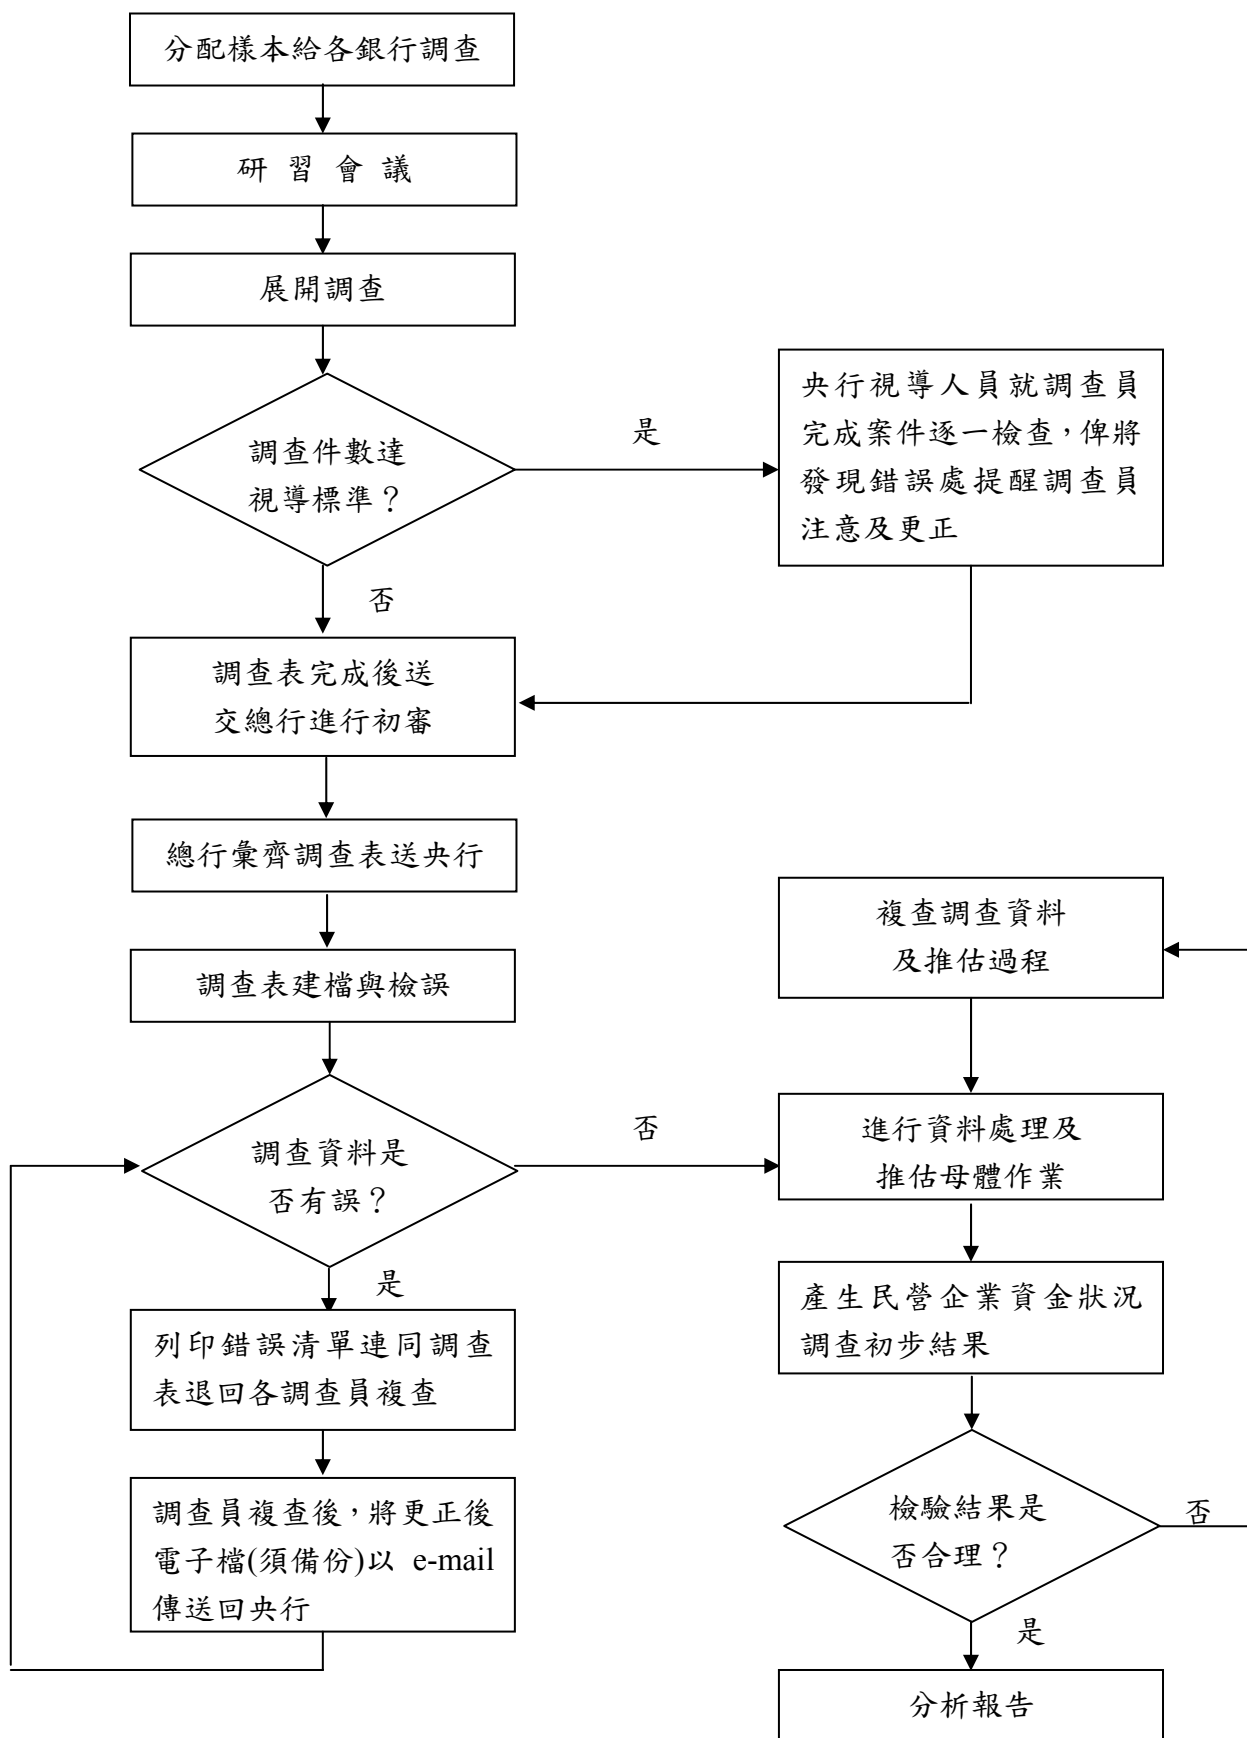 分配樣本給各銀行調查
研習會議
展開調查
調查件數達
視導標準？
是
央行視導人員就調查員
完成案件逐一檢查，俾將
發現錯誤處提醒調查員
注意及更正
否
調查表完成後送
交總行進行初審
總行彙齊調查表送央行
調查表建檔與檢誤
調查資料是
否有誤？
否
是
列印錯誤清單連同調查
表退回各調查員複查
調查員複查後，將更正後
電子檔(須備份)以 e-mail
傳送回央行
複查調查資料
及推估過程
進行資料處理及
推估母體作業
產生民營企業資金狀況
調查初步結果
檢驗結果是
否合理？
否
是
分析報告